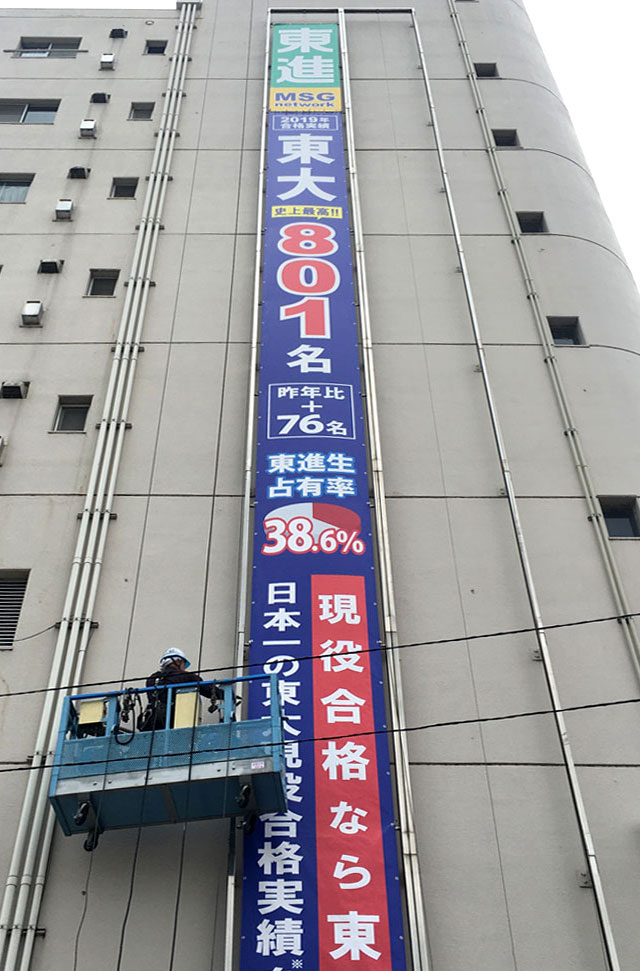 東進
MSG
network
2019年
合格実績
東大
史上最高!!
801名
昨年比
+
76名
東進生
占有率
38.6%
現役合格なら東
日本一の東大現役合格実績
※